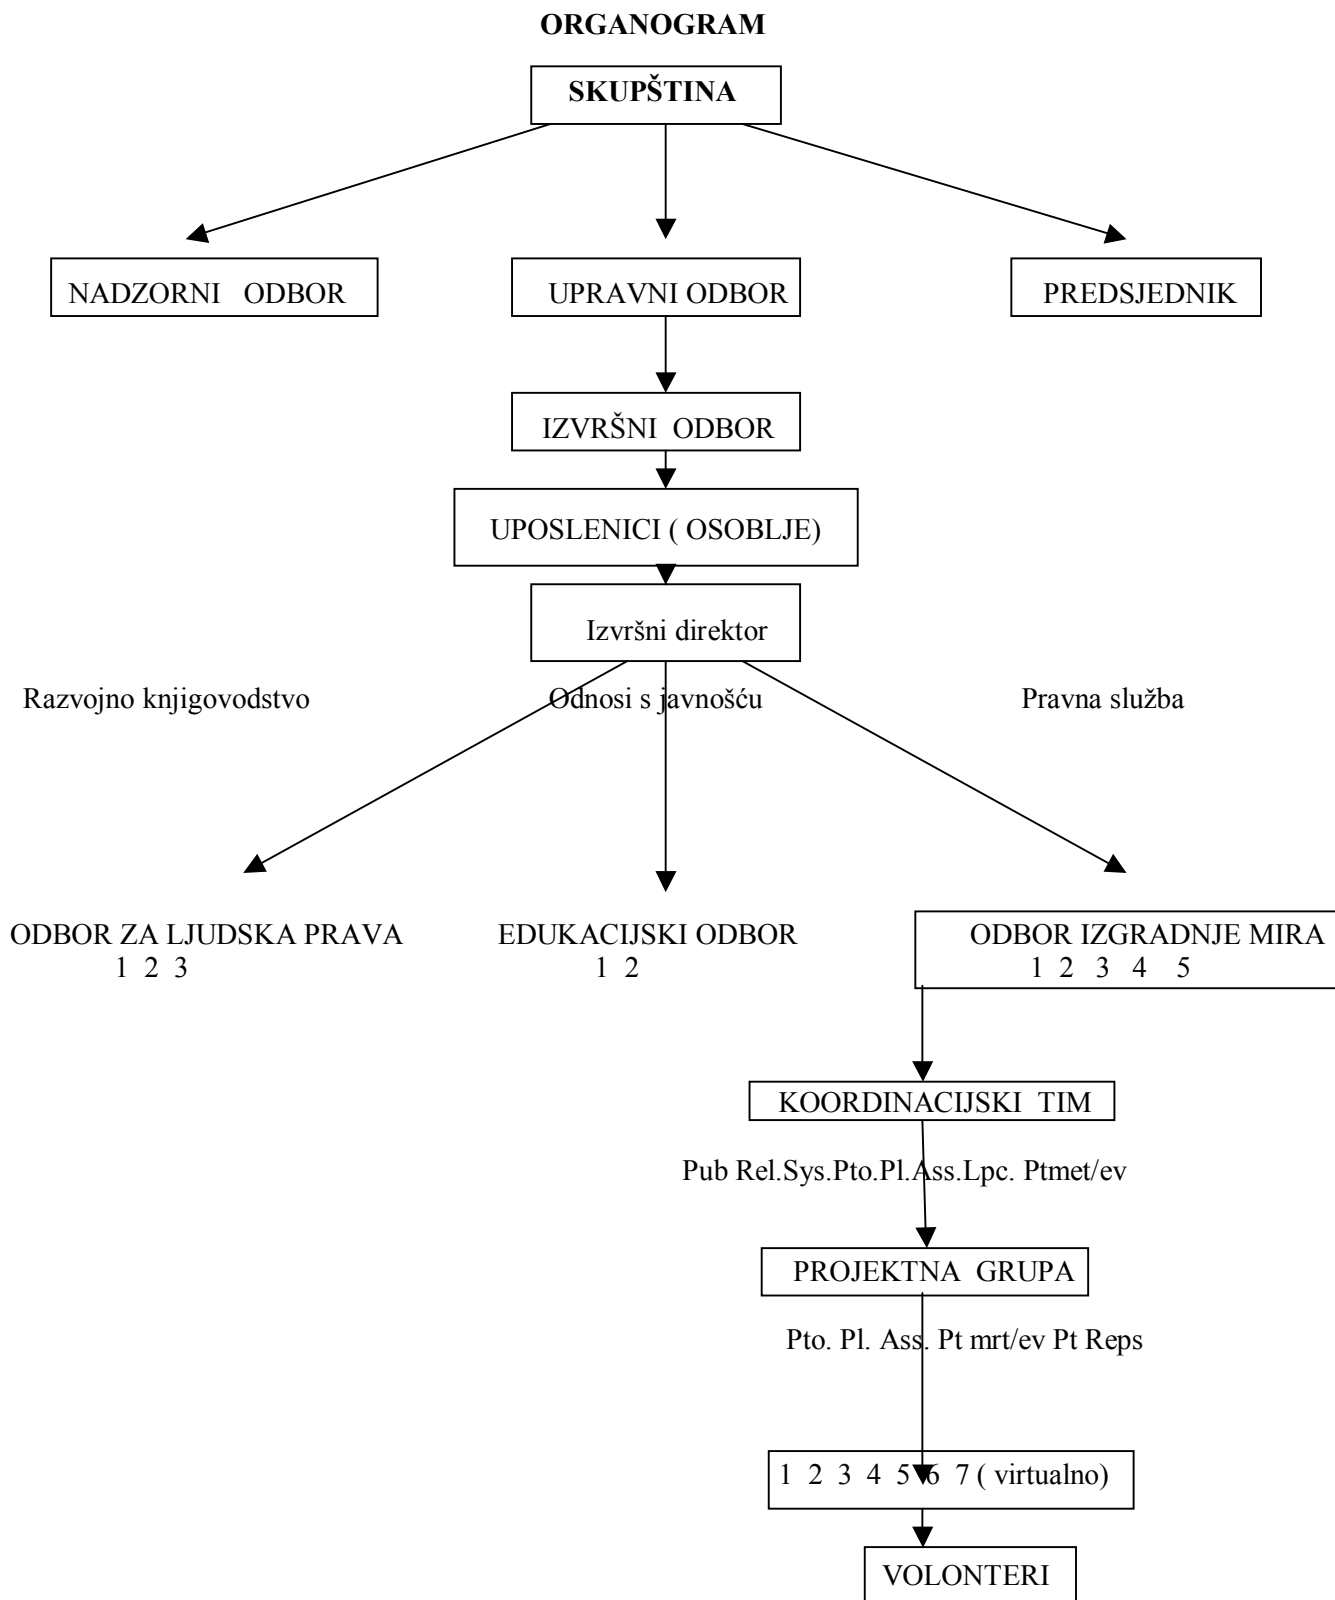 ORGANOGRAM
SKUPŠTINA
NADZORNI ODBOR
UPRAVNI ODBOR
PREDSJEDNIK
IZVRŠNI ODBOR
UPOSLENICI ( OSOBLJE)
Izvršni direktor
Razvojno knjigovodstvo
Odnosi s javnošću
Pravna služba
ODBOR ZA LJUDSKA PRAVA
1 2 3
EDUKACIJSKI ODBOR
1 2
ODBOR IZGRADNJE MIRA
1 2 3 4 5
KOORDINACIJSKI TIM
Pub Rel.Sys.Pto.Pl.Ass.Lpc. Ptmet/ev
PROJEKTNA GRUPA
Pto. Pl. Ass. Pt mrt/ev Pt Reps
1 2 3 4 5 6 7 ( virtualno)
VOLONTERI